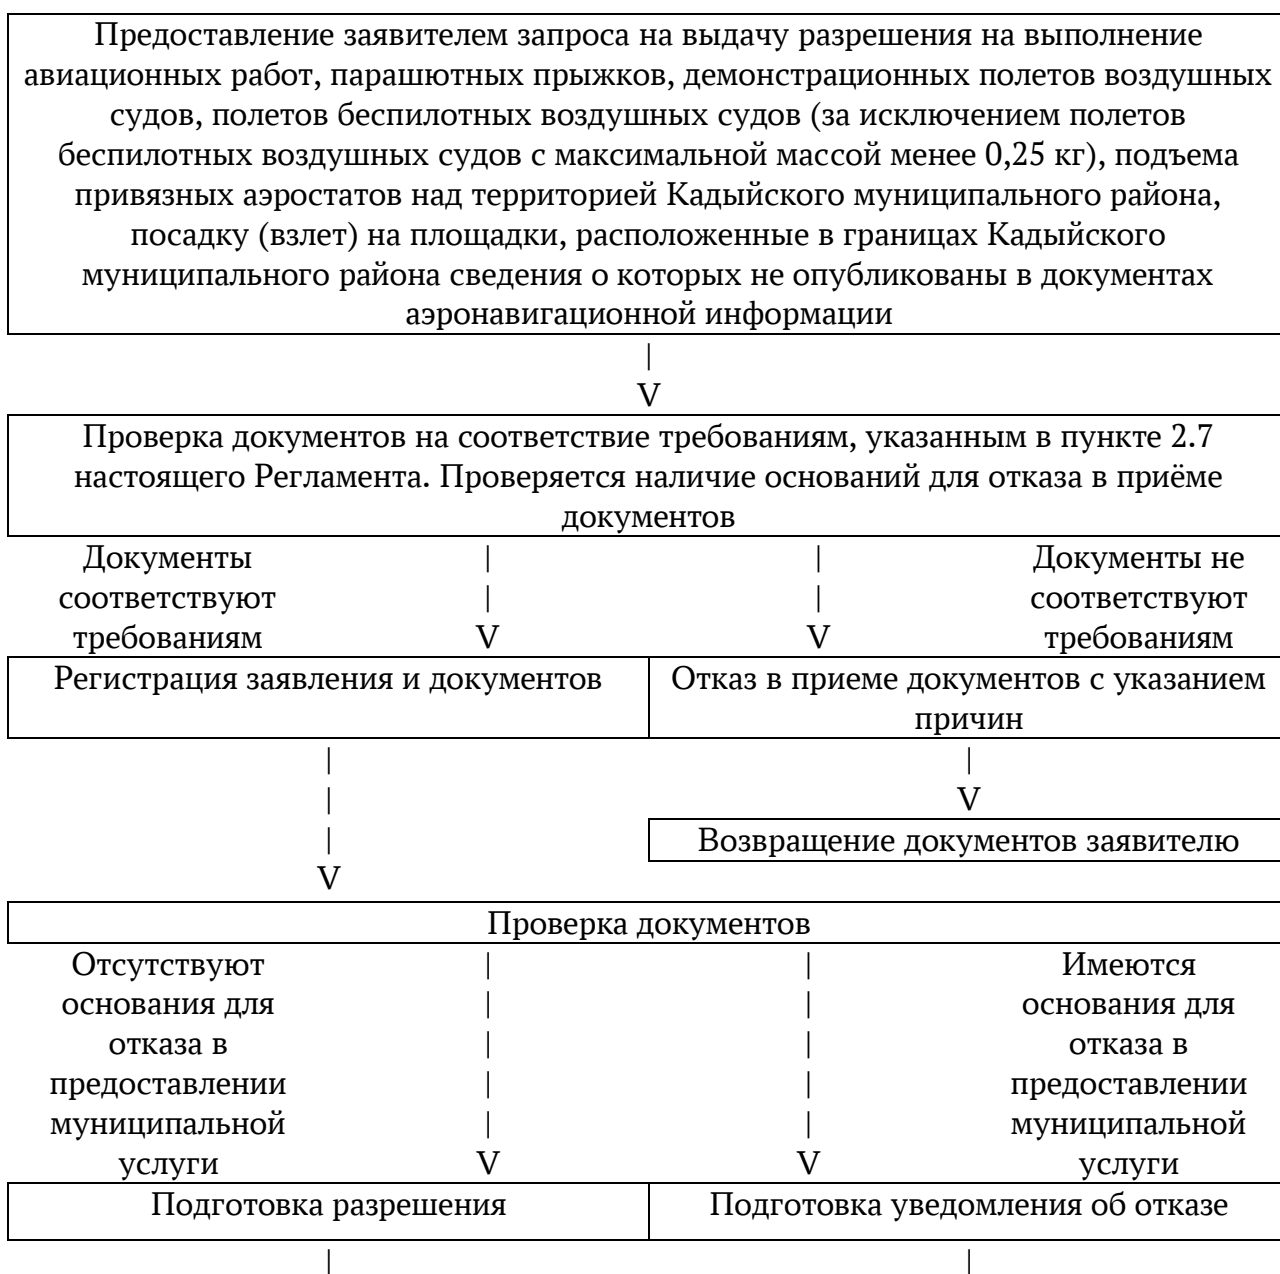 Предоставление заявителем запроса на выдачу разрешения на выполнение
авиационных работ, парашютных прыжков, демонстрационных полетов воздушных
судов, полетов беспилотных воздушных судов (за исключением полетов
беспилотных воздушных судов с максимальной массой менее 0,25 кг), подъема
привязных аэростатов над территорией Кадыйского муниципального района,
посадку (взлет) на площадки, расположенные в границах Кадыйского
муниципального района сведения о которых не опубликованы в документах
аэронавигационной информации
|
V
Проверка документов на соответствие требованиям, указанным в пункте 2.7
настоящего Регламента. Проверяется наличие оснований для отказа в приёме
документов
Документы | | Документы не
соответствуют | | соответствуют
требованиям V V требованиям
Регистрация заявления и документов Отказ в приеме документов с указанием
причин
| |
| V
| Возвращение документов заявителю
V
Проверка документов
Отсутствуют | | Имеются
основания для | | основания для
отказа в | | отказа в
предоставлении | | предоставлении
муниципальной | | муниципальной
услуги V V услуги
Подготовка разрешения Подготовка уведомления об отказе
| |